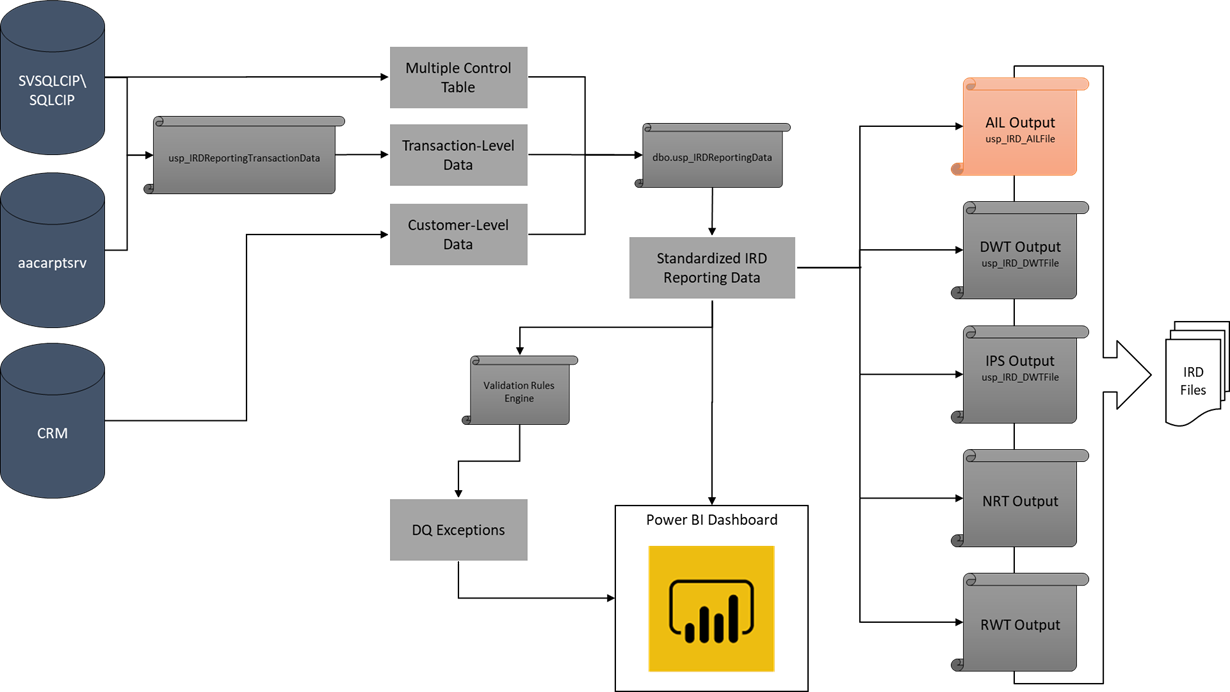 SVSQLCIP\
SQLCIP
aacarptsrv
CRM
usp_IRDReportingTransactionData
Multiple Control
Table
Transaction-Level
Data
Customer-Level
Data
dbo.usp_IRDReportingData
Standardized IRD
Reporting Data
Validation Rules
Engine
DQ Exceptions
Power BI Dashboard
AIL Output
usp_IRD_AILFile
DWT Output
usp_IRD_DWTFile
IPS Output
usp_IRD_DWTFile
NRT Output
RWT Output
IRD
Files